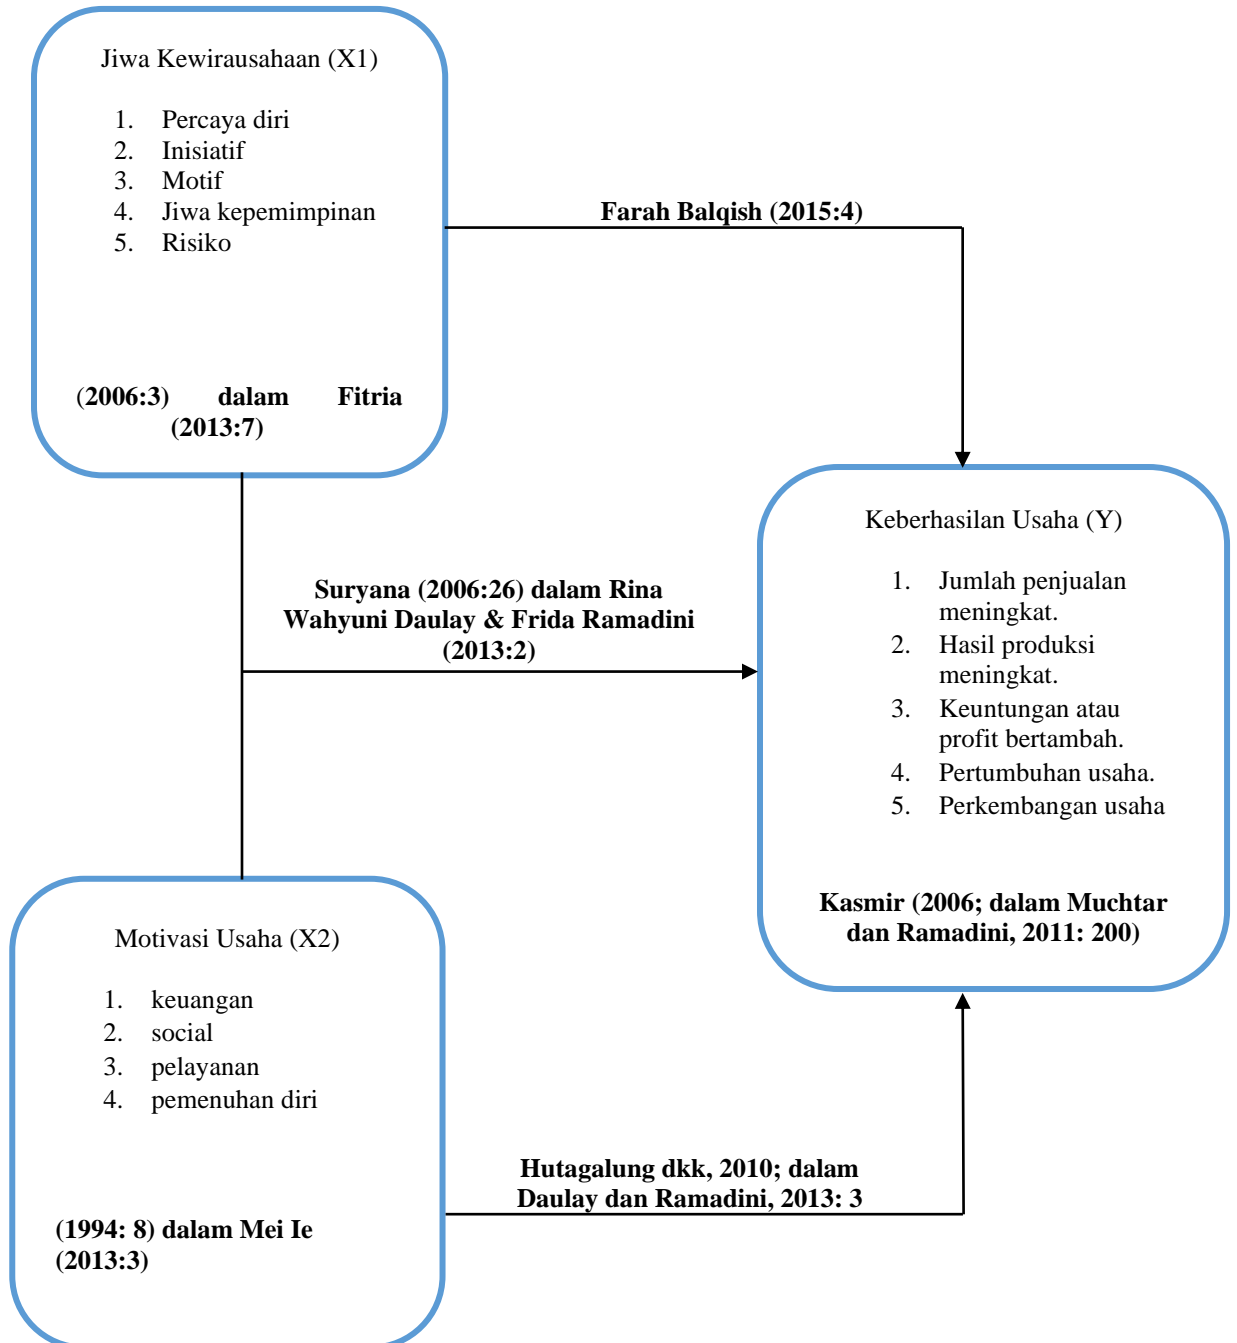 Jiwa Kewirausahaan (X1)
1. Percaya diri
2. Inisiatif
3. Motif
4. Jiwa kepemimpinan
5. Risiko
(2006:3) dalam Fitria
(2013:7)
Farah Balqish (2015:4)
Suryana (2006:26) dalam Rina
Wahyuni Daulay & Frida Ramadini
(2013:2)
Keberhasilan Usaha (Y)
1. Jumlah penjualan
meningkat.
2. Hasil produksi
meningkat.
3. Keuntungan atau
profit bertambah.
4. Pertumbuhan usaha.
5. Perkembangan usaha
Kasmir (2006; dalam Muchtar
dan Ramadini, 2011: 200)
Motivasi Usaha (X2)
1. keuangan
2. social
3. pelayanan
4. pemenuhan diri
(1994: 8) dalam Mei Ie
(2013:3)
Hutagalung dkk, 2010; dalam
Daulay dan Ramadini, 2013: 3